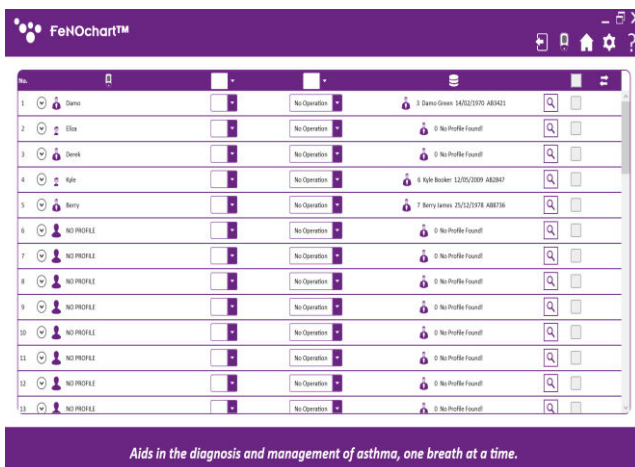 FeNOchart™
?
No.
1 Damo No Operation 3 Damo Green 14/02/1970 AB3421
2 Eliza No Operation 0 No Profile Found!
3 Derek No Operation 0 No Profile Found!
4 Kyle No Operation 6 Kyle Booker 12/05/2009 AB2847
5 Berry No Operation 7 Berry James 25/12/1978 AB8736
6 NO PROFILE No Operation 0 No Profile Found!
7 NO PROFILE No Operation 0 No Profile Found!
8 NO PROFILE No Operation 0 No Profile Found!
9 NO PROFILE No Operation 0 No Profile Found!
10 NO PROFILE No Operation 0 No Profile Found!
11 NO PROFILE No Operation 0 No Profile Found!
12 NO PROFILE No Operation 0 No Profile Found!
13 NO PROFILE No Operation 0 No Profile Found!
Aids in the diagnosis and management of asthma, one breath at a time.